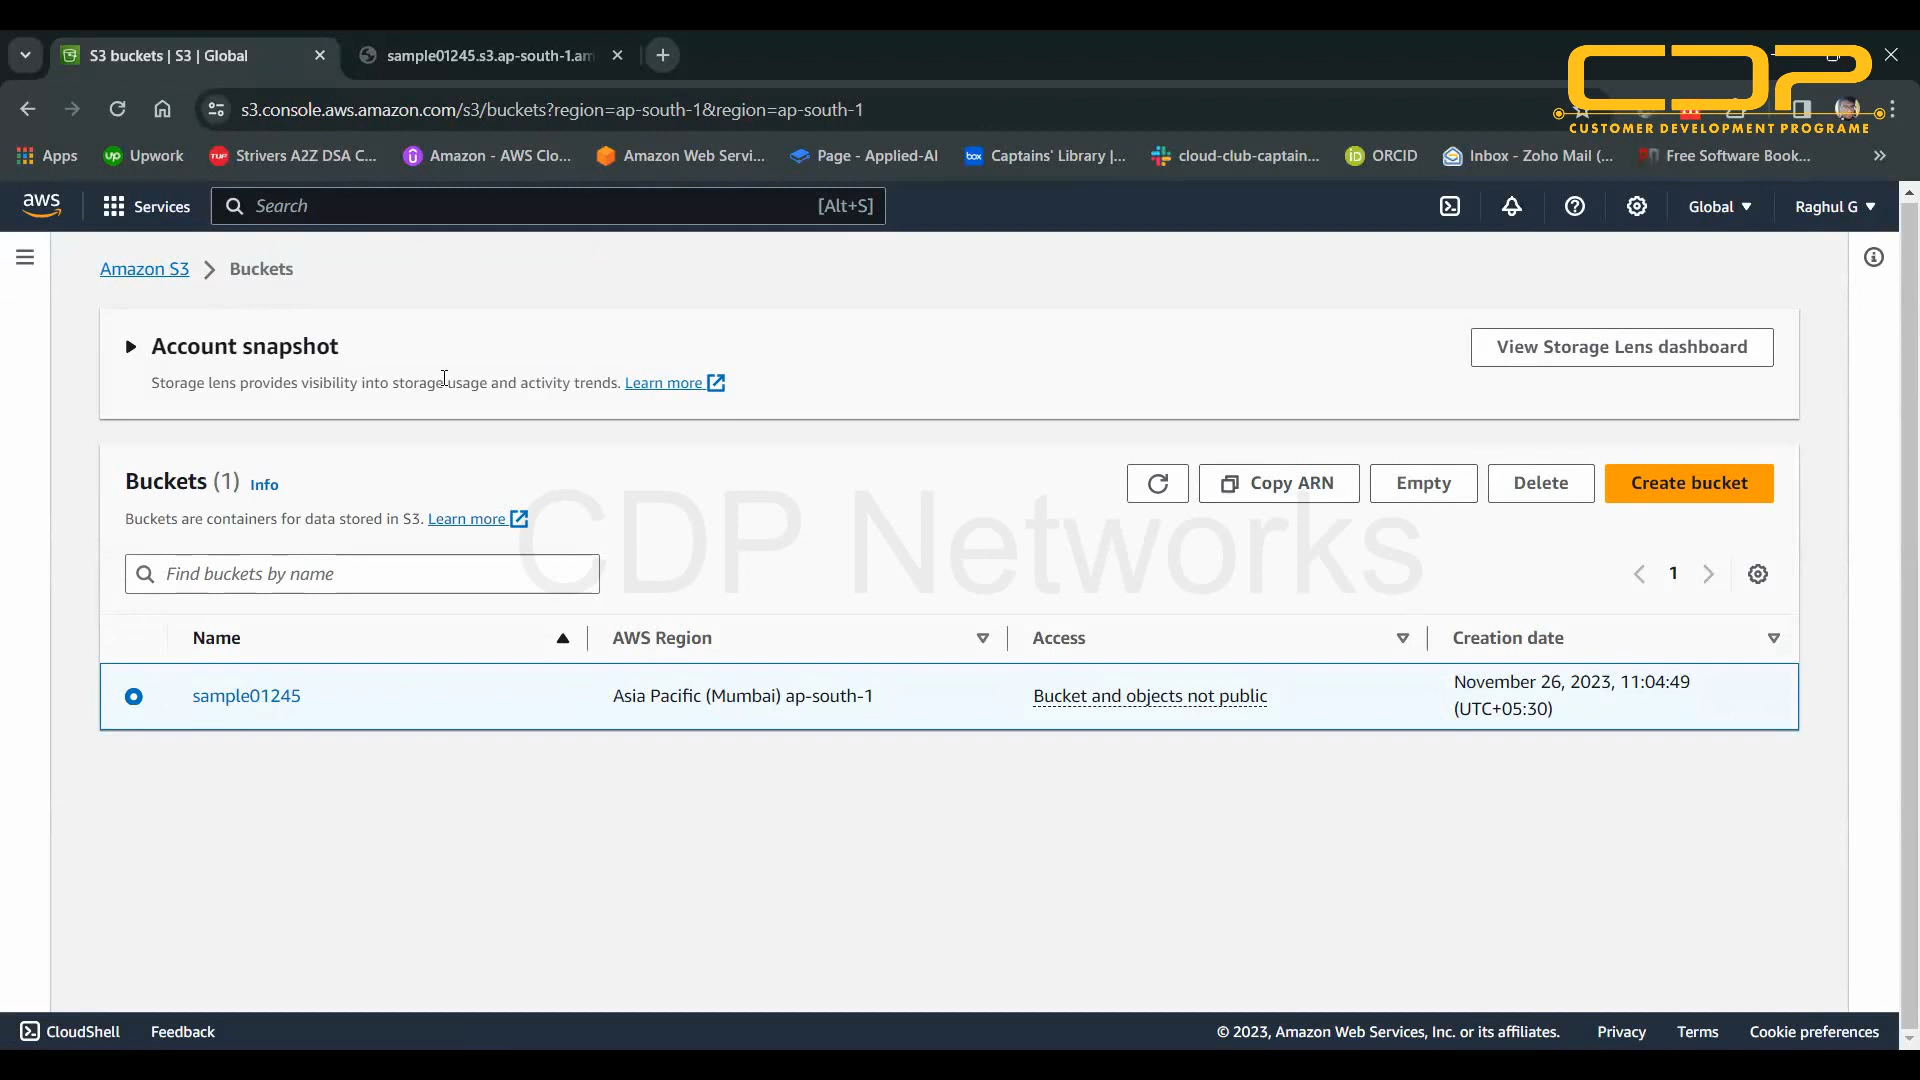 S3 buckets | S3 | Global
sample01245.s3.ap-south-1.am
CDP
CUSTOMER DEVELOPMENT PROGRAME
s3.console.aws.amazon.com/s3/buckets?region=ap-south-1&region=ap-south-1
Apps
up Upwork
TUF Strivers A2Z DSA C...
Amazon - AWS Clo...
Amazon Web Servi...
Page - Applied-AI
box Captains' Library |...
cloud-club-captain...
iD ORCID
Inbox - Zoho Mail (...
Free Software Book...
aws
Services
Search
[Alt+S]
Global
Raghul G
Amazon S3
Buckets
Account snapshot
View Storage Lens dashboard
Storage lens provides visibility into storage usage and activity trends. Learn more
Buckets (1) Info
Copy ARN
Empty
Delete
Create bucket
Buckets are containers for data stored in S3. Learn more
CDP Networks
Find buckets by name
1
Name
AWS Region
Access
Creation date
sample01245
Asia Pacific (Mumbai) ap-south-1
Bucket and objects not public
November 26, 2023, 11:04:49
(UTC+05:30)
CloudShell
Feedback
© 2023, Amazon Web Services, Inc. or its affiliates.
Privacy
Terms
Cookie preferences